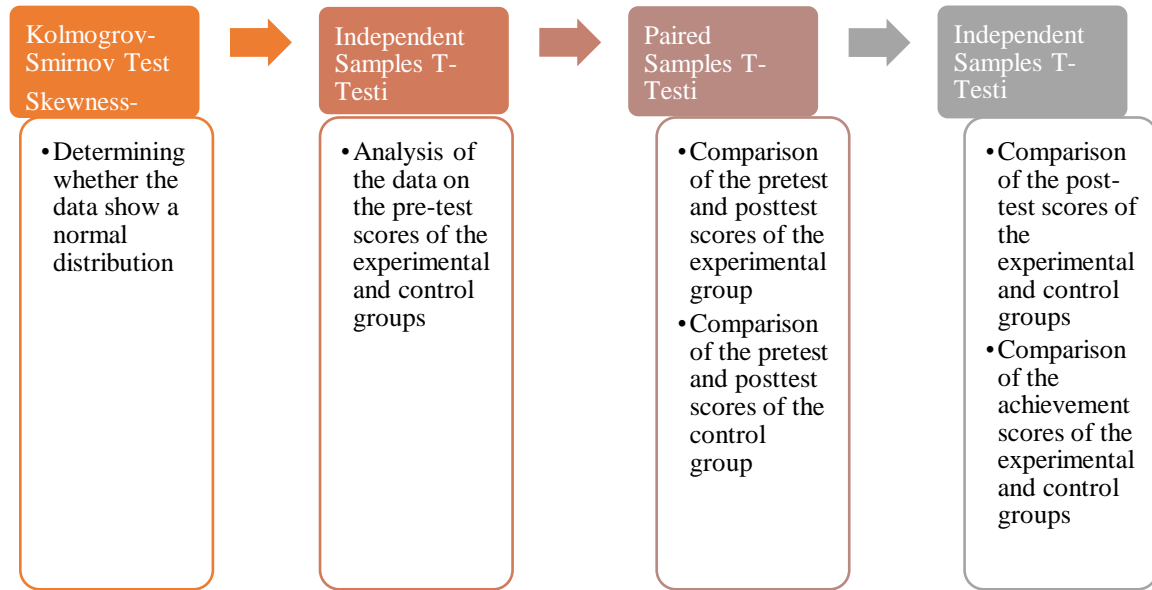 Kolmogrov-
Smirnov Test
Skewness-
•Determining
whether the
data show a
normal
distribution
Independent
Samples T-
Testi
•Analysis of
the data on
the pre-test
scores of the
experimental
and control
groups
Paired
Samples T-
Testi
•Comparison
of the pretest
and posttest
scores of the
experimental
group
•Comparison
of the pretest
and posttest
scores of the
control
group
Independent
Samples T-
Testi
•Comparison
of the post-
test scores of
the
experimental
and control
groups
•Comparison
of the
achievement
scores of the
experimental
and control
groups